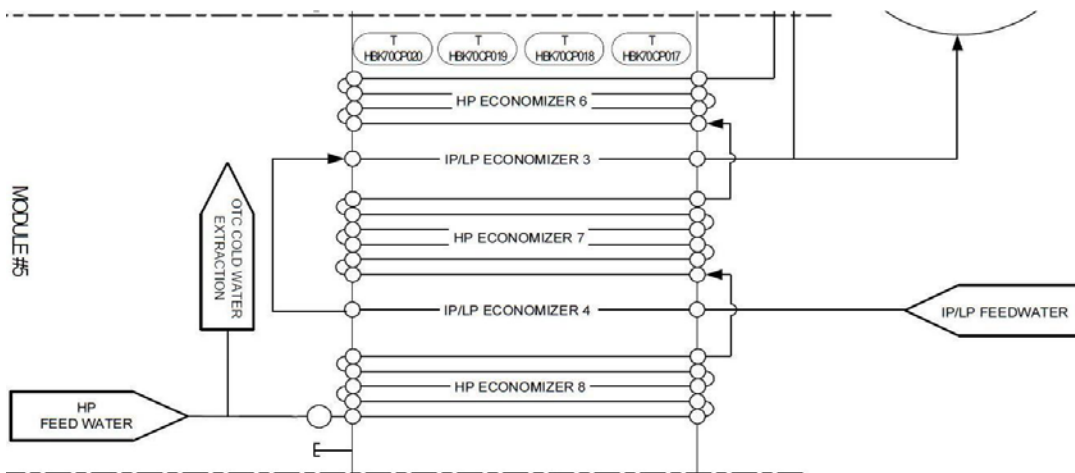 T
HBK70CP020
T
HBK70CP019
T
HBK70CP018
T
HBK70CP017
HP ECONOMIZER 6
IP/LP ECONOMIZER 3
MODULE #5
OTC COLD WATER
EXTRACTION
HP ECONOMIZER 7
IP/LP ECONOMIZER 4
IP/LP FEEDWATER
HP ECONOMIZER 8
HP
FEED WATER